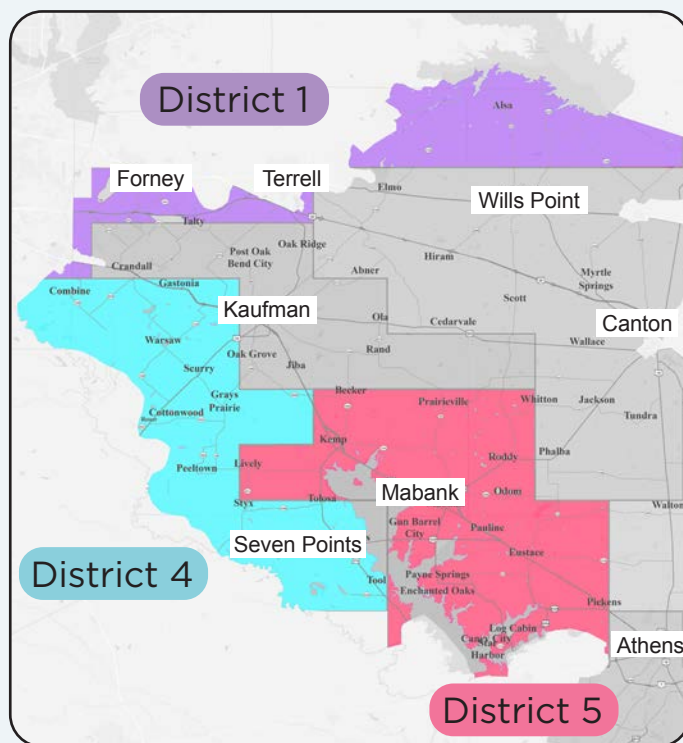 District 1
Alsa
Forney
Terrell
Elmo
Wills Point
Talty
Oak Ridge
Post Oak
Bend City
Hiram
Crandall
Abner
Myrtle
Springs
Gastonia
Combine
Scott
Kaufman
Ola
Cedarvale
Canton
Warsaw
Wallace
Oak Grove
Rand
Scurry
Jiba
Becker
Grays
Prairie
Prairieville
Whitton
Jackson
Cottonwood
Tundra
Kemp
Phalba
Roddy
Peeltown
Lively
Mabank
Odom
Styx
Tolosa
Walton
Gun Barrel
City
Pauline
Seven Points
Eustace
District 4
Tool
Payne Springs
Enchanted Oaks
Pickens
Log Cabin
Star
Harbor
Athens
District 5